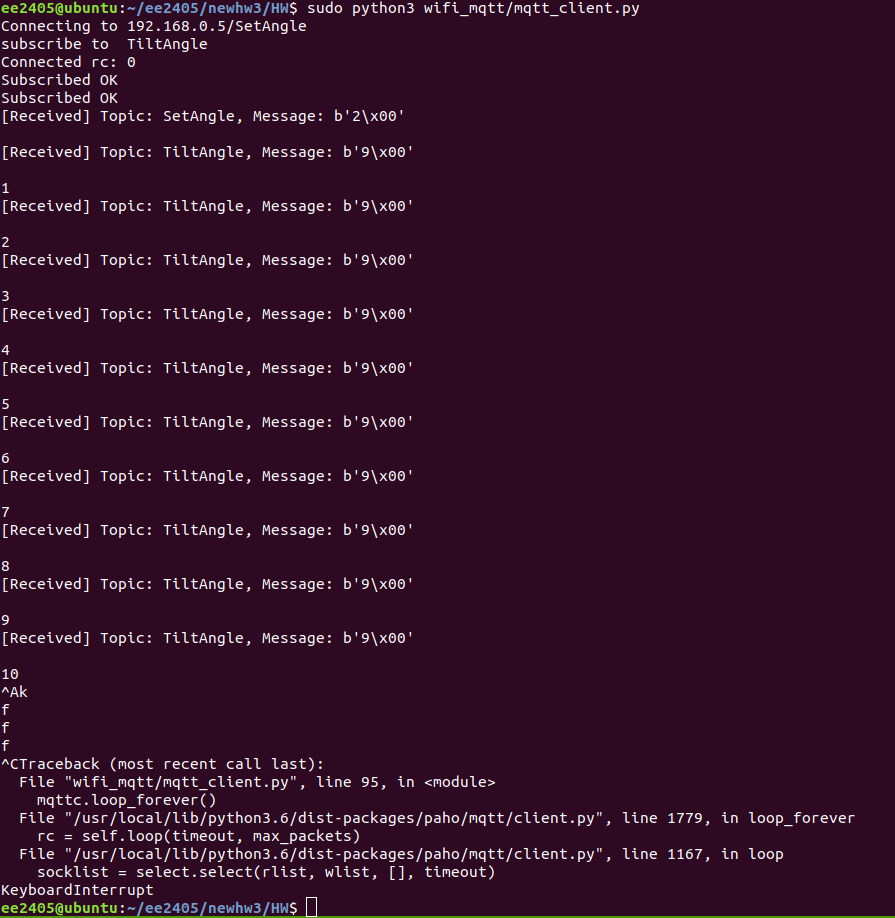 ee2405@ubuntu:~/ee2405/newhw3/HW$ sudo python3 wifi_mqtt/mqtt_client.py
Connecting to 192.168.0.5/SetAngle
subscribe to  TiltAngle
Connected rc: 0
Subscribed OK
Subscribed OK
[Received] Topic: SetAngle, Message: b'2\x00'
[Received] Topic: TiltAngle, Message: b'9\x00'
1
[Received] Topic: TiltAngle, Message: b'9\x00'
2
[Received] Topic: TiltAngle, Message: b'9\x00'
3
[Received] Topic: TiltAngle, Message: b'9\x00'
4
[Received] Topic: TiltAngle, Message: b'9\x00'
5
[Received] Topic: TiltAngle, Message: b'9\x00'
6
[Received] Topic: TiltAngle, Message: b'9\x00'
7
[Received] Topic: TiltAngle, Message: b'9\x00'
8
[Received] Topic: TiltAngle, Message: b'9\x00'
9
[Received] Topic: TiltAngle, Message: b'9\x00'
10
^Ak
f
f
f
^CTraceback (most recent call last):
  File "wifi_mqtt/mqtt_client.py", line 95, in <module>
    mqttc.loop_forever()
  File "/usr/local/lib/python3.6/dist-packages/paho/mqtt/client.py", line 1779, in loop_forever
    rc = self.loop(timeout, max_packets)
  File "/usr/local/lib/python3.6/dist-packages/paho/mqtt/client.py", line 1167, in loop
    socklist = select.select(rlist, wlist, [], timeout)
KeyboardInterrupt
ee2405@ubuntu:~/ee2405/newhw3/HW$